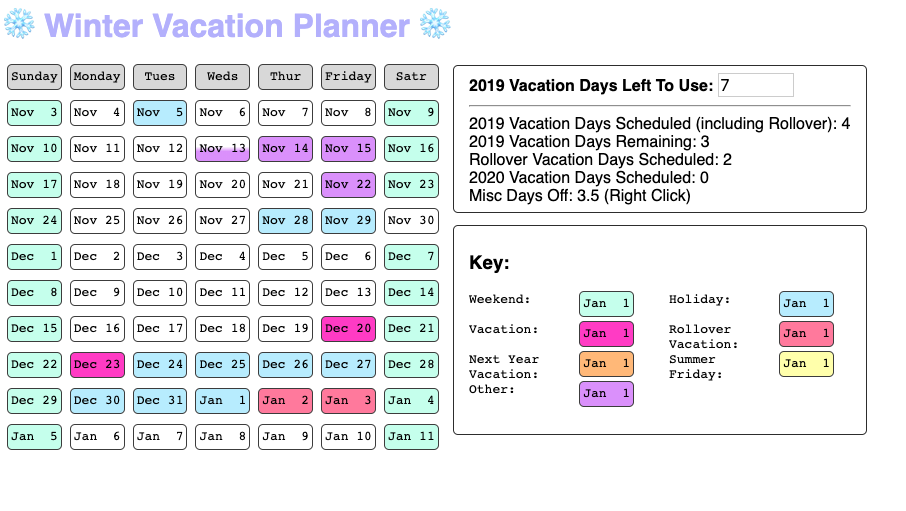 ❄️ Winter Vacation Planner ❄️
Sunday Monday Tues Weds Thur Friday Satr
Nov 3 Nov 4 Nov 5 Nov 6 Nov 7 Nov 8 Nov 9
Nov 10 Nov 11 Nov 12 Nov 13 Nov 14 Nov 15 Nov 16
Nov 17 Nov 18 Nov 19 Nov 20 Nov 21 Nov 22 Nov 23
Nov 24 Nov 25 Nov 26 Nov 27 Nov 28 Nov 29 Nov 30
Dec 1 Dec 2 Dec 3 Dec 4 Dec 5 Dec 6 Dec 7
Dec 8 Dec 9 Dec 10 Dec 11 Dec 12 Dec 13 Dec 14
Dec 15 Dec 16 Dec 17 Dec 18 Dec 19 Dec 20 Dec 21
Dec 22 Dec 23 Dec 24 Dec 25 Dec 26 Dec 27 Dec 28
Dec 29 Dec 30 Dec 31 Jan 1 Jan 2 Jan 3 Jan 4
Jan 5 Jan 6 Jan 7 Jan 8 Jan 9 Jan 10 Jan 11
2019 Vacation Days Left To Use: 7
2019 Vacation Days Scheduled (including Rollover): 4
2019 Vacation Days Remaining: 3
Rollover Vacation Days Scheduled: 2
2020 Vacation Days Scheduled: 0
Misc Days Off: 3.5 (Right Click)
Key:
Weekend: Jan 1 Holiday: Jan 1
Vacation: Jan 1 Rollover Jan 1
Vacation:
Next Year Jan 1 Summer Jan 1
Vacation: Friday:
Other: Jan 1